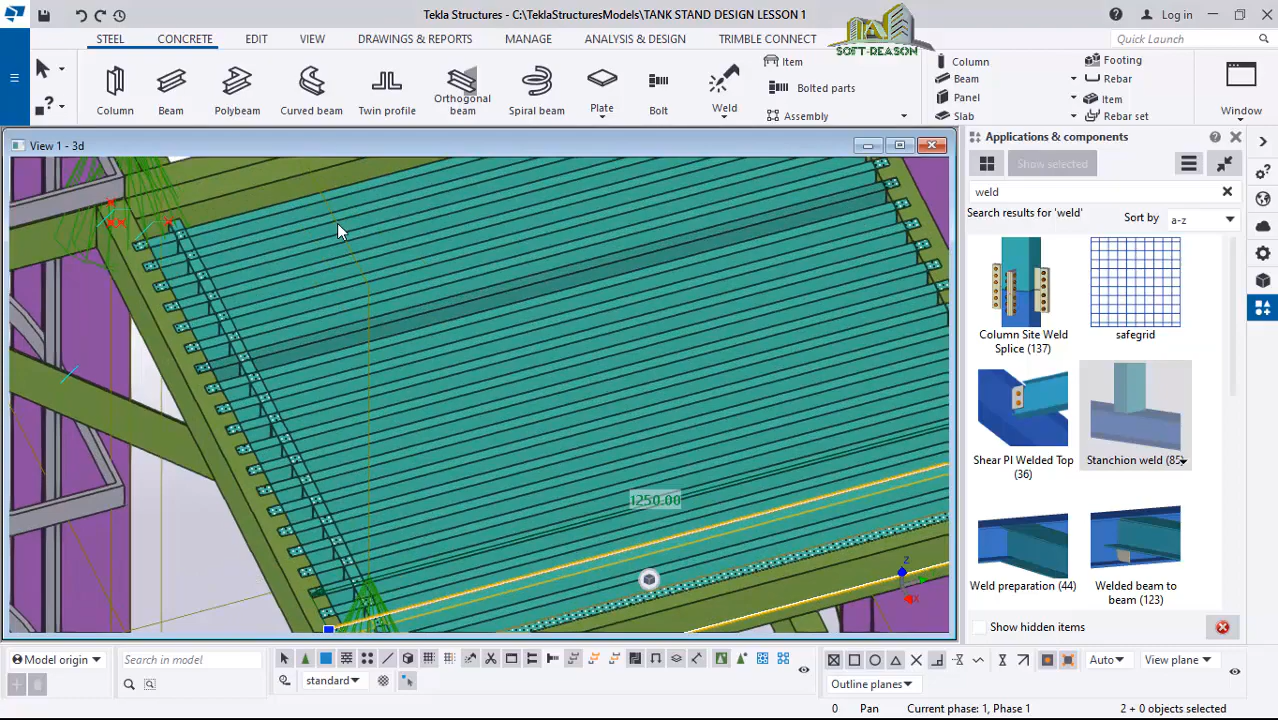 Tekla Structures - C:\TeklaStructuresModels\TANK STAND DESIGN LESSON 1
Log in
STEEL
CONCRETE
EDIT
VIEW
DRAWINGS & REPORTS
MANAGE
ANALYSIS & DESIGN
TRIMBLE CONNECT
SOFT-REASON
Quick Launch
Column
Beam
Polybeam
Curved beam
Twin profile
Orthogonal
beam
Spiral beam
Plate
Bolt
Weld
Item
Bolted parts
Assembly
Column
Beam
Panel
Slab
Footing
Rebar
Item
Rebar set
Window
View 1 - 3d
1250.00
z
x
Applications & components
Show selected
weld
Search results for 'weld'
Sort by
a-z
Column Site Weld
Splice (137)
safegrid
Shear Pl Welded Top
(36)
Stanchion weld (85)
Weld preparation (44)
Welded beam to
beam (123)
Show hidden items
Model origin
Search in model
standard
Auto
View plane
Outline planes
0
Pan
Current phase: 1, Phase 1
2 + 0 objects selected